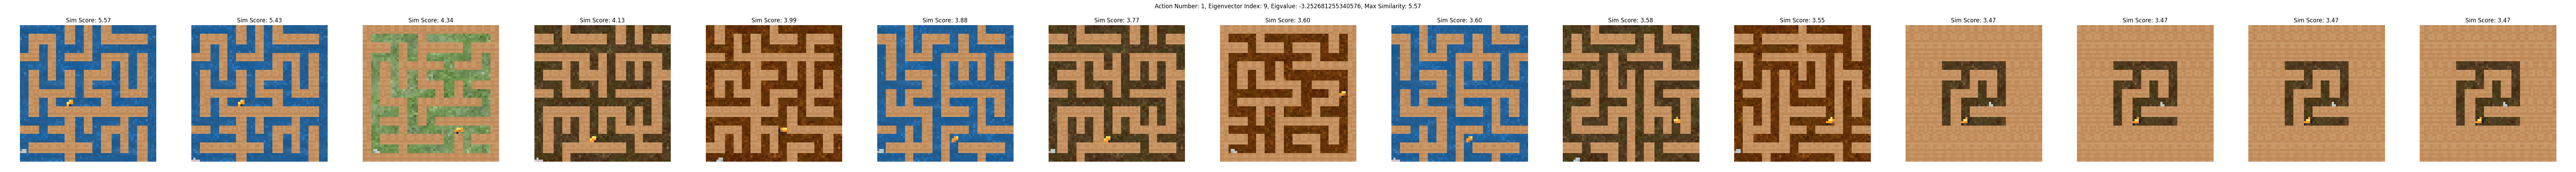 Action Number: 1, Eigenvector Index: 9, Eigvalue: -3.252681255340576, Max Similarity: 5.57
Sim Score: 5.57
Sim Score: 5.43
Sim Score: 4.34
Sim Score: 4.13
Sim Score: 3.99
Sim Score: 3.88
Sim Score: 3.77
Sim Score: 3.60
Sim Score: 3.60
Sim Score: 3.58
Sim Score: 3.55
Sim Score: 3.47
Sim Score: 3.47
Sim Score: 3.47
Sim Score: 3.47